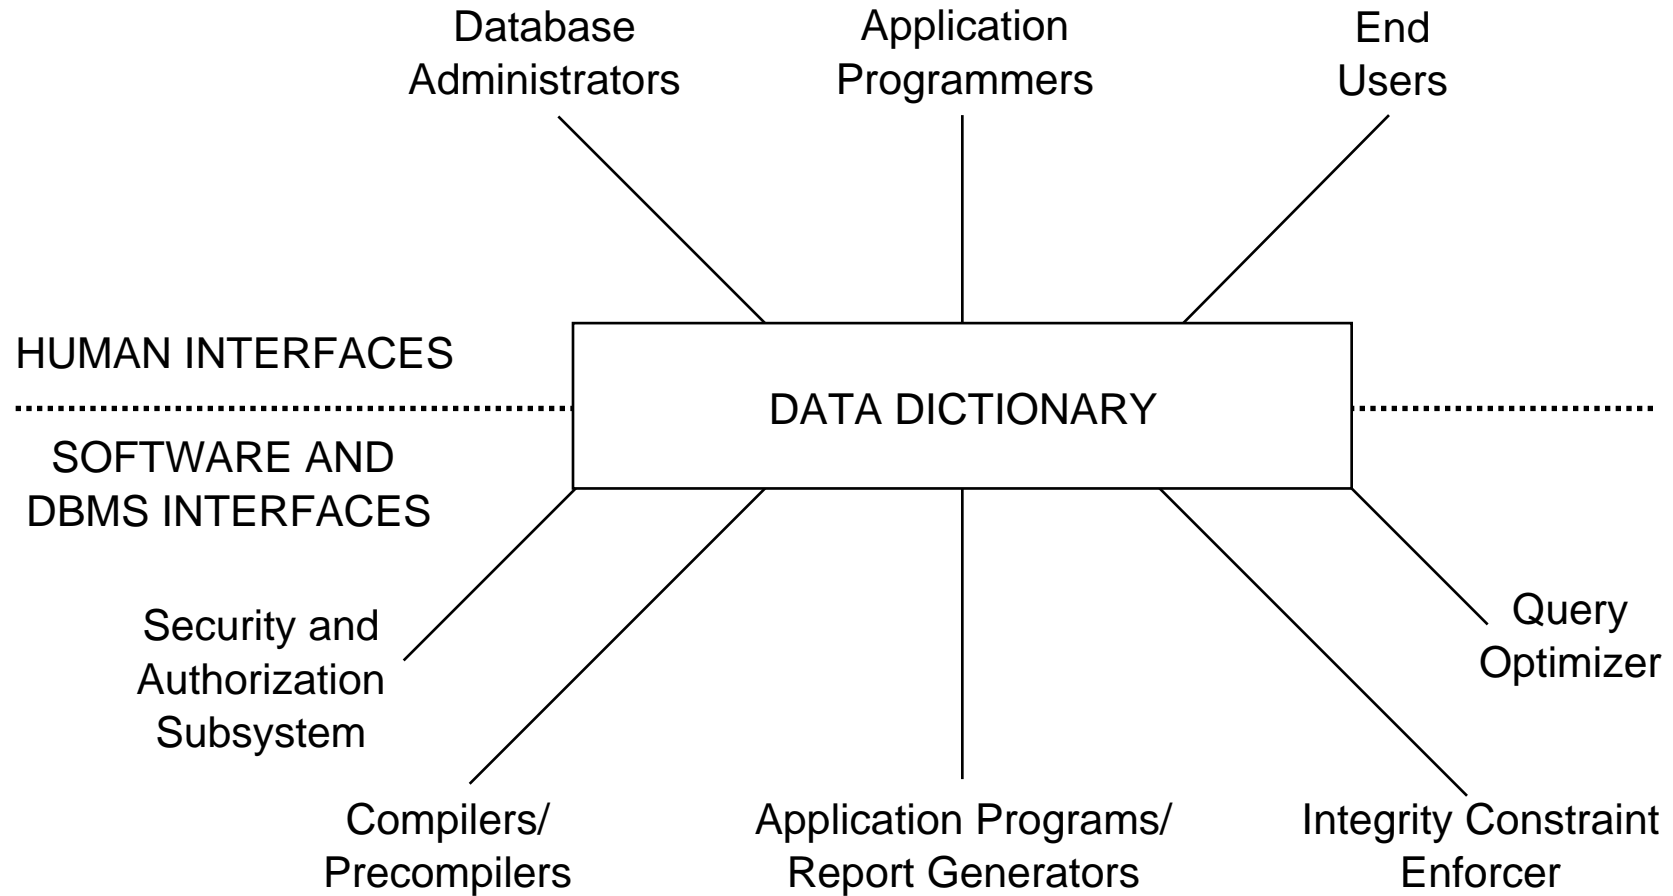 Database
Administrators
Application
Programmers
End
Users
HUMAN INTERFACES
DATA DICTIONARY
SOFTWARE AND
DBMS INTERFACES
Security and
Authorization
Subsystem
Query
Optimizer
Compilers/
Precompilers
Application Programs/
Report Generators
Integrity Constraint
Enforcer